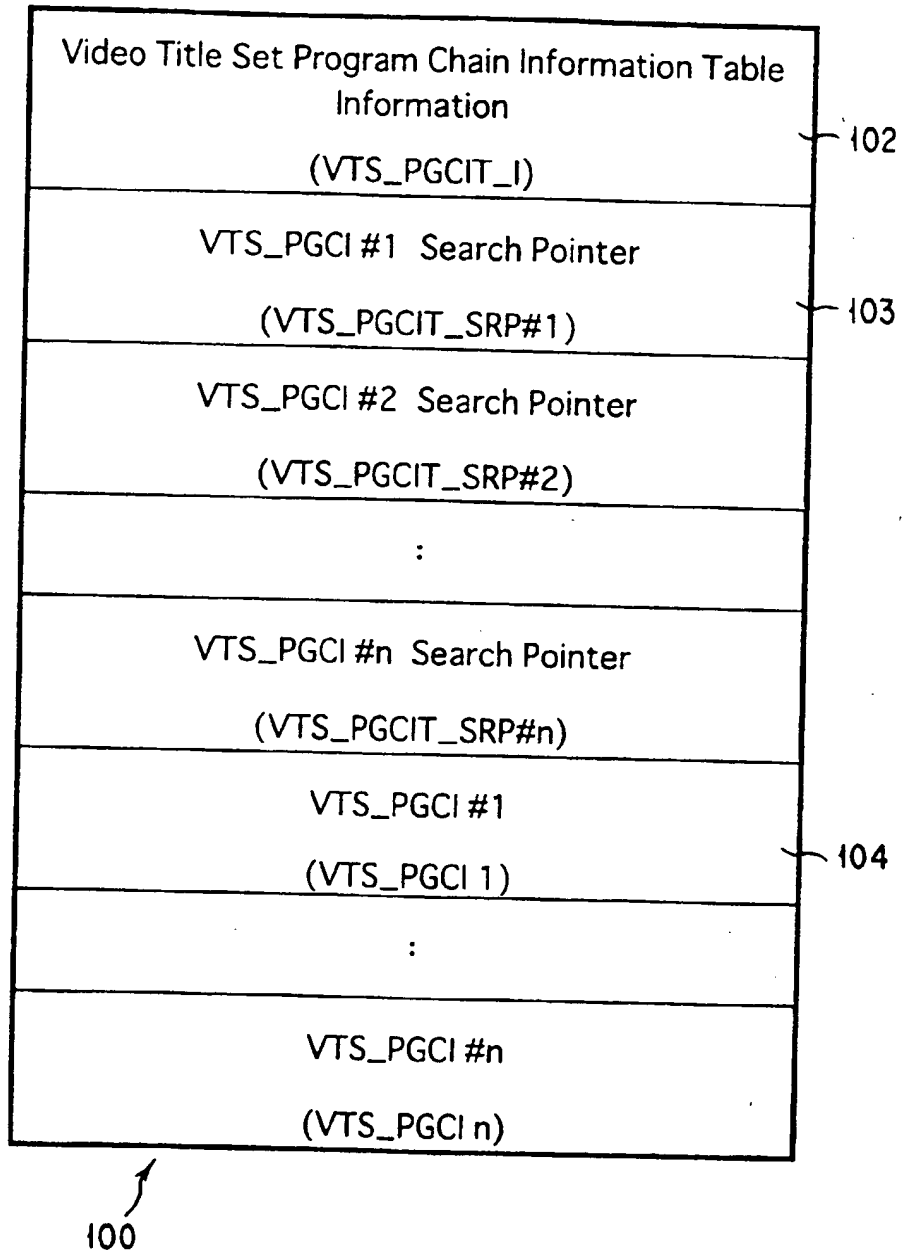 Video Title Set Program Chain Information Table
Information
(VTS_PGCIT_I)
102
VTS_PGCI #1 Search Pointer
(VTS_PGCIT_SRP#1)
103
VTS_PGCI #2 Search Pointer
(VTS_PGCIT_SRP#2)
:
VTS_PGCI #n Search Pointer
(VTS_PGCIT_SRP#n)
VTS_PGCI #1
(VTS_PGCI 1)
104
:
VTS_PGCI #n
(VTS_PGCI n)
100